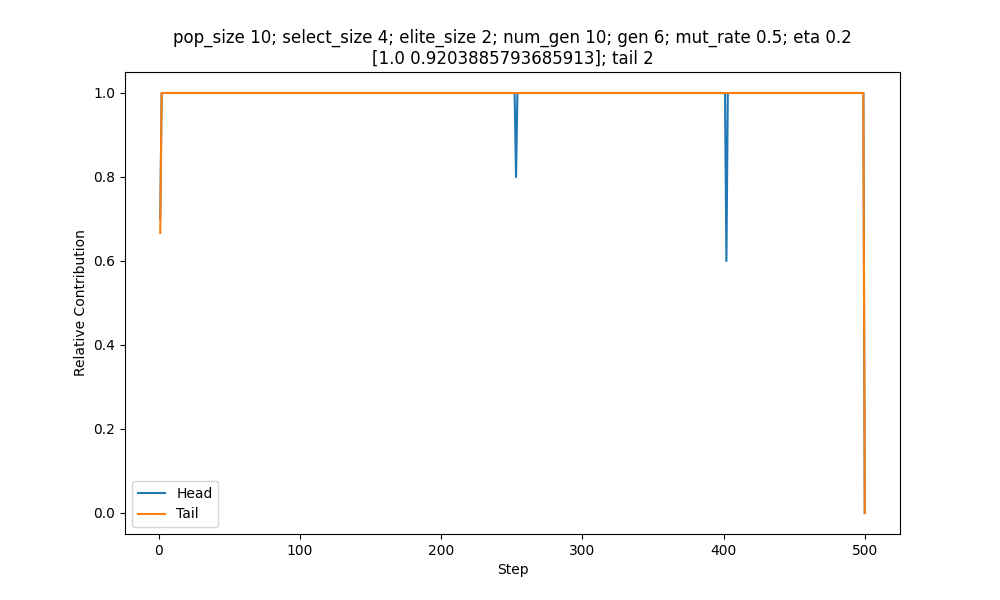 pop_size 10; select_size 4; elite_size 2; num_gen 10; gen 6; mut_rate 0.5; eta 0.2
[1.0 0.9203885793685913]; tail 2
1.0
0.8
0.6
0.4
0.2
0.0
Relative Contribution
Head
Tail
0
100
200
300
400
500
Step